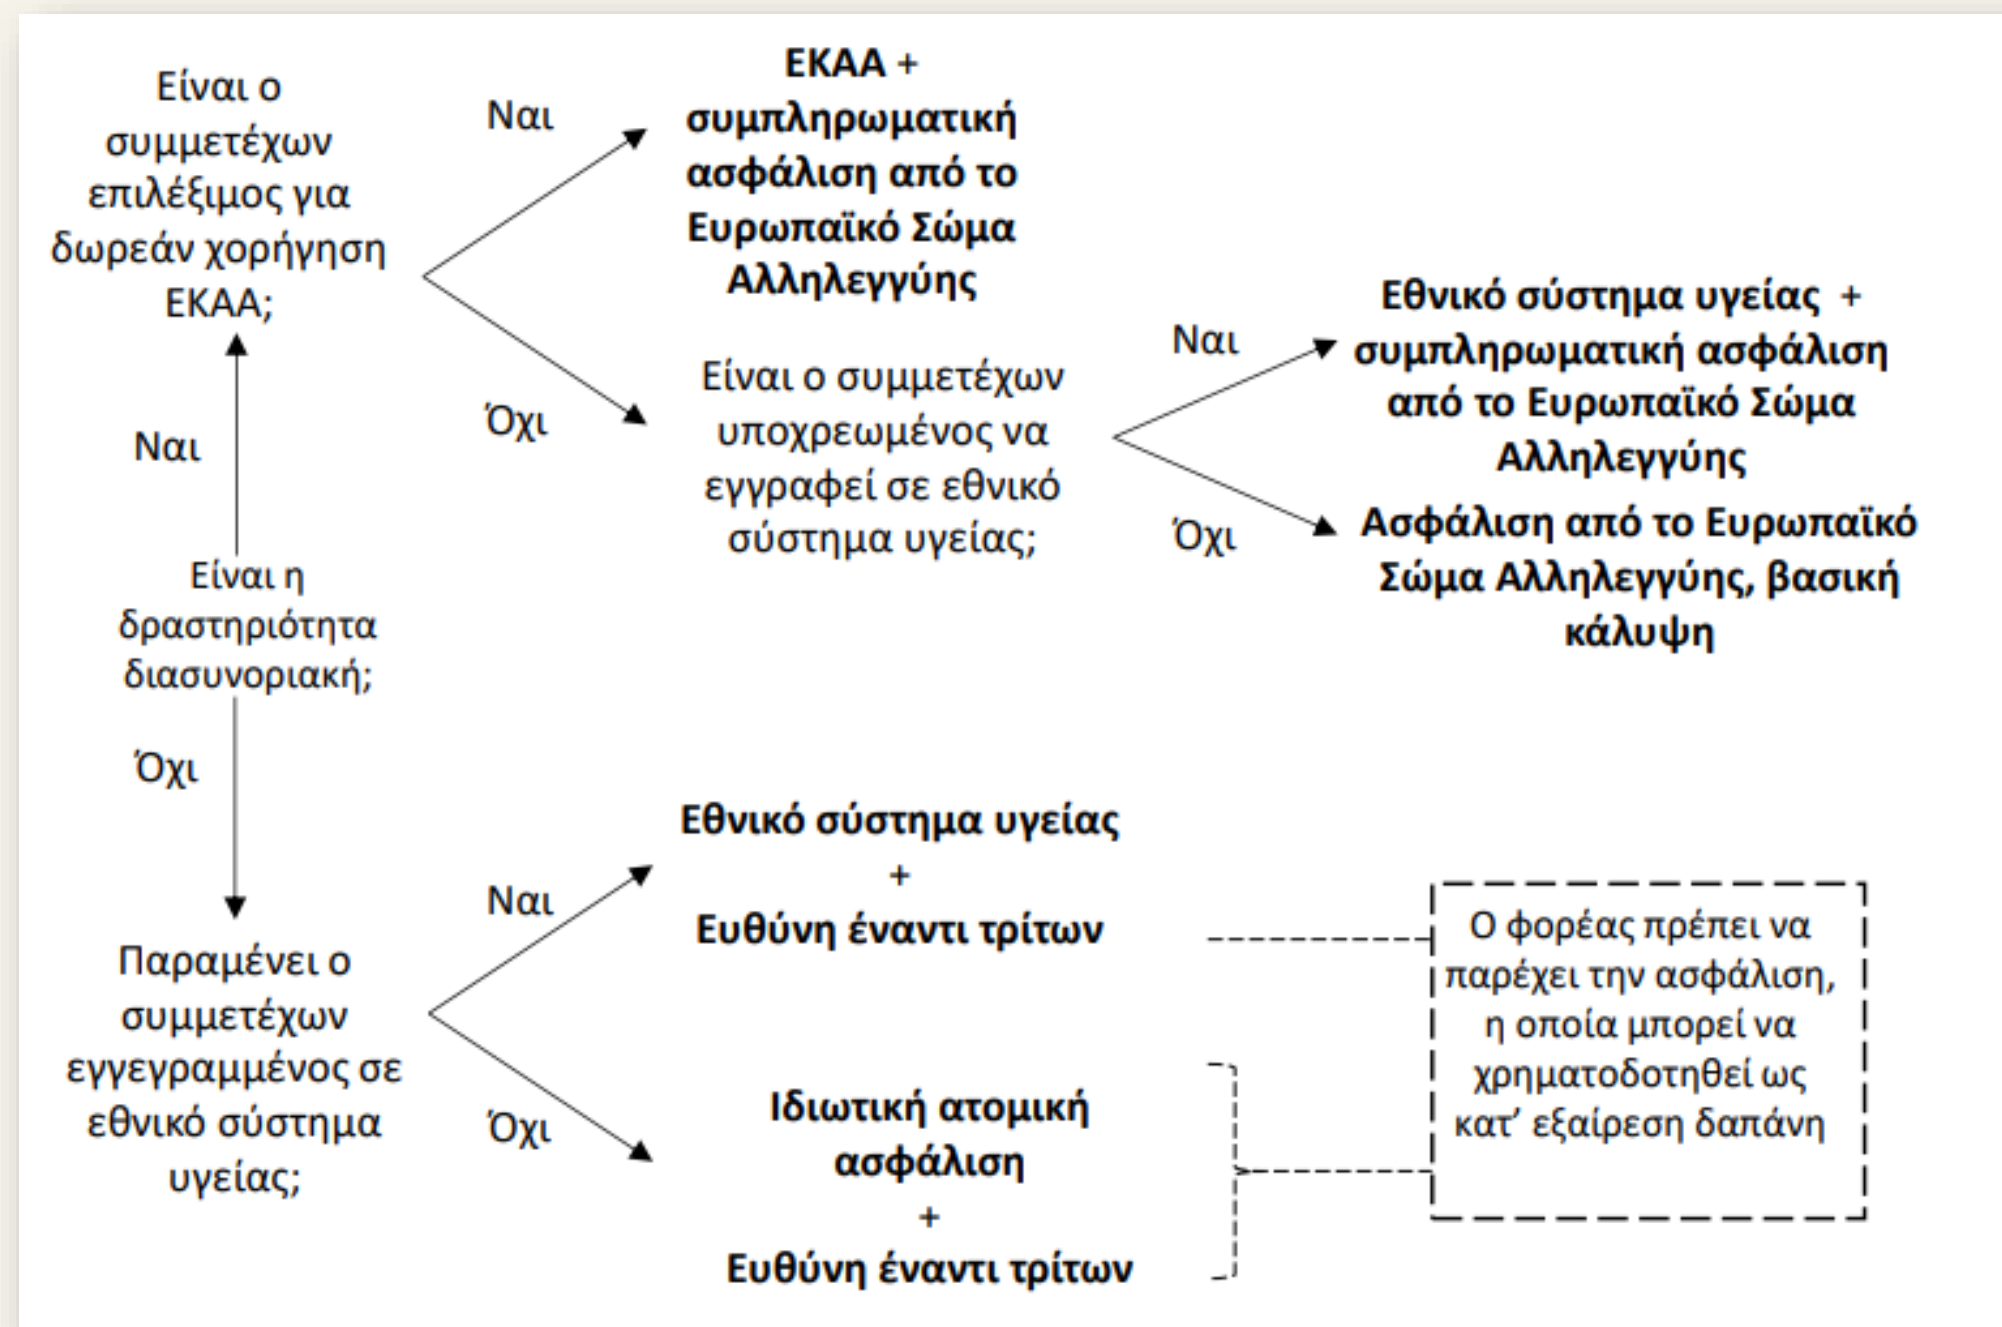 Είναι ο
συμμετέχων
επιλέξιμος για
δωρεάν χορήγηση
ΕΚΑΑ;
Ναι
Όχι
ΕΚΑΑ +
συμπληρωματική
ασφάλιση από το
Ευρωπαϊκό Σώμα
Αλληλεγγύης
Είναι ο συμμετέχων
υποχρεωμένος να
εγγραφεί σε εθνικό
σύστημα υγείας;
Ναι
Όχι
Εθνικό σύστημα υγείας +
συμπληρωματική ασφάλιση
από το Ευρωπαϊκό Σώμα
Αλληλεγγύης
Ασφάλιση από το Ευρωπαϊκό
Σώμα Αλληλεγγύης, βασική
κάλυψη
Ναι
Είναι η
δραστηριότητα
διασυνοριακή;
Όχι
Παραμένει ο
συμμετέχων
εγγεγραμμένος σε
εθνικό σύστημα
υγείας;
Ναι
Όχι
Εθνικό σύστημα υγείας
+
Ευθύνη έναντι τρίτων
Ιδιωτική ατομική
ασφάλιση
+
Ευθύνη έναντι τρίτων
Ο φορέας πρέπει να
παρέχει την ασφάλιση,
η οποία μπορεί να
χρηματοδοτηθεί ως
κατ’ εξαίρεση δαπάνη